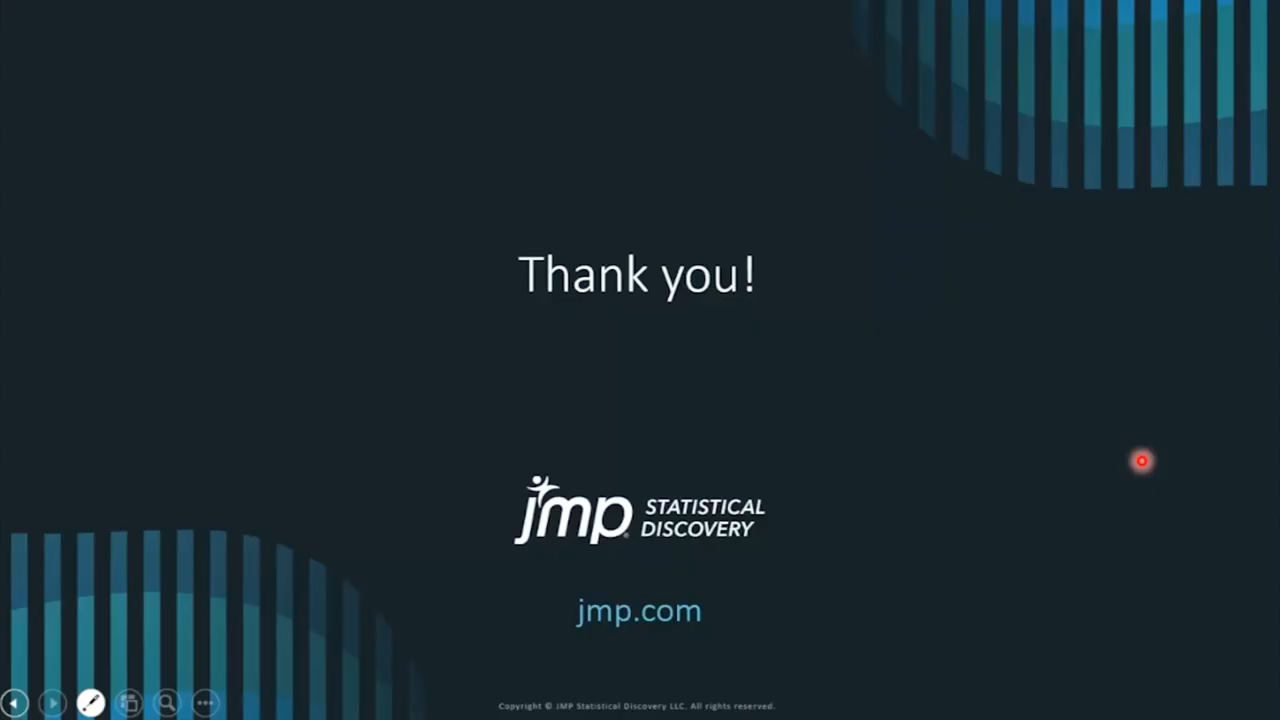 Thank you!
jmp STATISTICAL
DISCOVERY
jmp.com
Copyright © JMP Statistical Discovery LLC. All rights reserved.